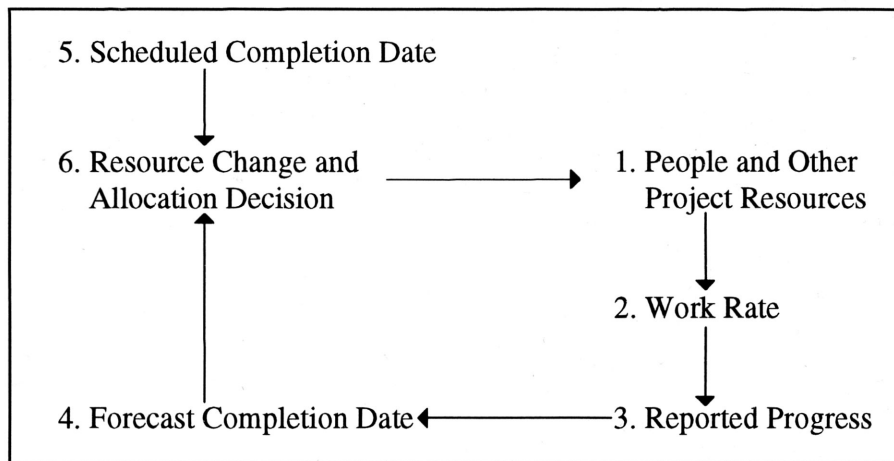 5. Scheduled Completion Date
6. Resource Change and
Allocation Decision
1. People and Other
Project Resources
2. Work Rate
4. Forecast Completion Date
3. Reported Progress